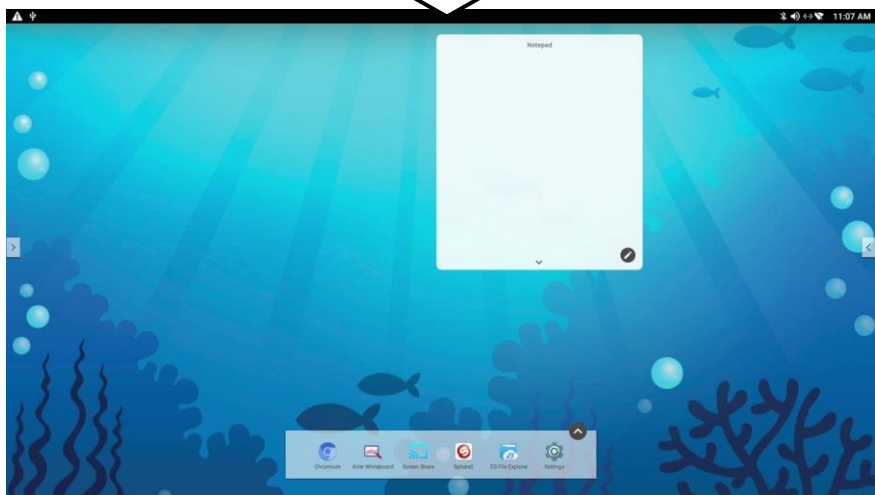 11:07 AM
Notepad
Chromium AVer Whiteboard Screen Share Sphere2 ES File Explorer Settings